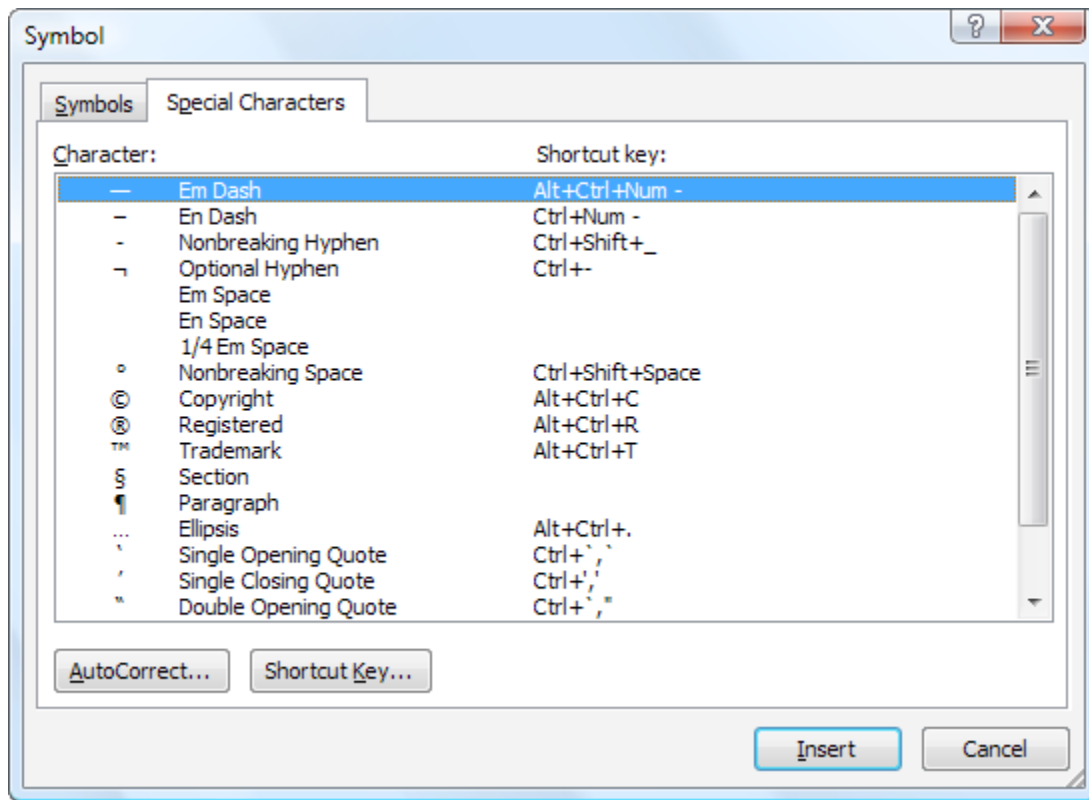 Symbol
Symbols Special Characters
Character: Shortcut key:
— Em Dash Alt+Ctrl+Num -
– En Dash Ctrl+Num -
- Nonbreaking Hyphen Ctrl+Shift+_
¬ Optional Hyphen Ctrl+-
Em Space
En Space
1/4 Em Space
° Nonbreaking Space Ctrl+Shift+Space
© Copyright Alt+Ctrl+C
® Registered Alt+Ctrl+R
™ Trademark Alt+Ctrl+T
§ Section
¶ Paragraph
… Ellipsis Alt+Ctrl+.
‛ Single Opening Quote Ctrl+`,`
’ Single Closing Quote Ctrl+','
‟ Double Opening Quote Ctrl+`,"
AutoCorrect... Shortcut Key...
Insert Cancel